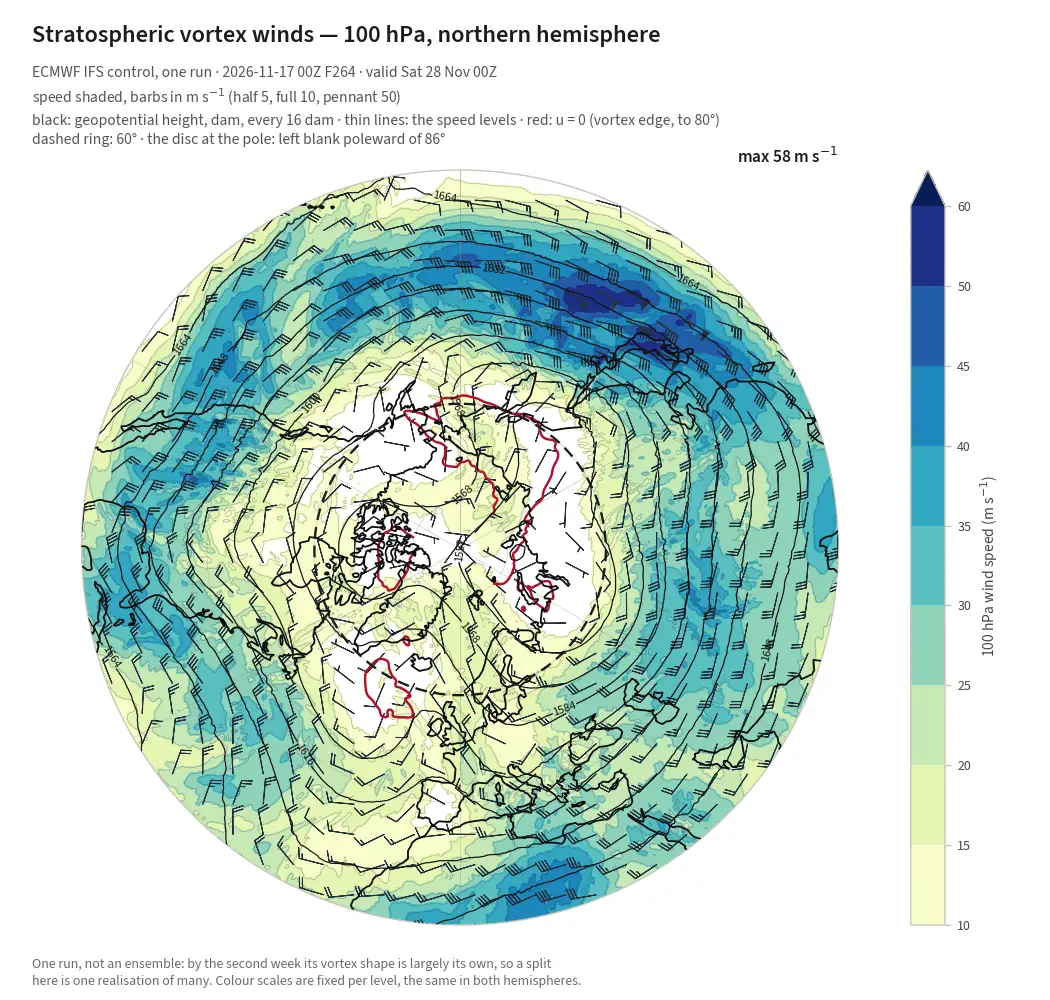 Stratospheric vortex winds — 100 hPa, northern hemisphere
ECMWF IFS control, one run · 2026-11-17 00Z F264 · valid Sat 28 Nov 00Z
speed shaded, barbs in m s⁻¹ (half 5, full 10, pennant 50)
black: geopotential height, dam, every 16 dam · thin lines: the speed levels · red: u = 0 (vortex edge, to 80°)
dashed ring: 60° · the disc at the pole: left blank poleward of 86°
max 58 m s⁻¹
1664
1664
1664
1664
1568
1584
1616
1648
60
50
45
40
35
30
25
20
15
10
100 hPa wind speed (m s⁻¹)
One run, not an ensemble: by the second week its vortex shape is largely its own, so a split
here is one realisation of many. Colour scales are fixed per level, the same in both hemispheres.